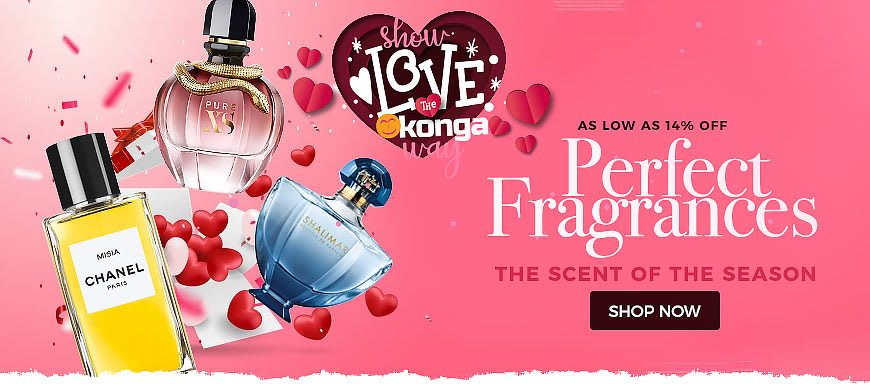 show
LOVE
The
konga
way
PURE
XS
MISIA
CHANEL
PARIS
SHALIMAR
AS LOW AS 14% OFF
Perfect
Fragrances
THE SCENT OF THE SEASON
SHOP NOW